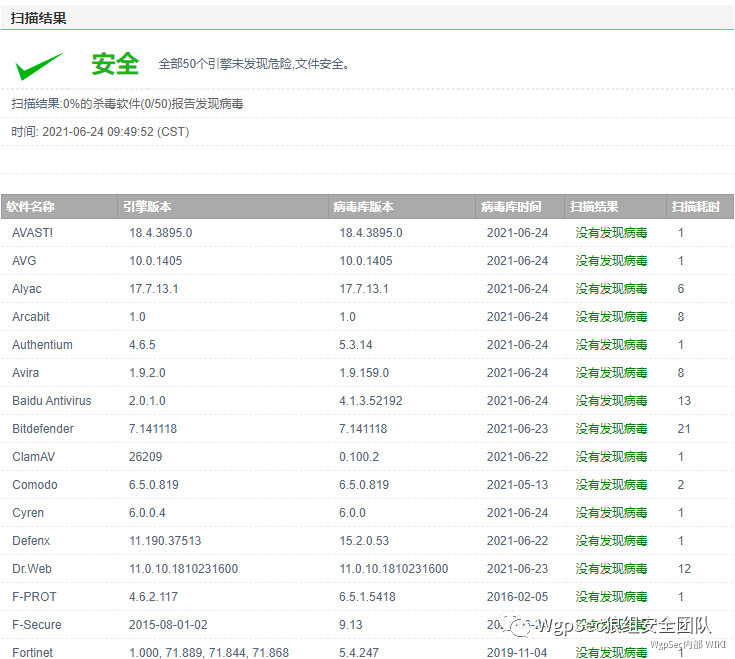 扫描结果
安全 全部50个引擎未发现危险,文件安全。
扫描结果:0%的杀毒软件(0/50)报告发现病毒
时间: 2021-06-24 09:49:52 (CST)
软件名称 引擎版本 病毒库版本 病毒库时间 扫描结果 扫描耗时
AVAST! 18.4.3895.0 18.4.3895.0 2021-06-24 没有发现病毒 1
AVG 10.0.1405 10.0.1405 2021-06-24 没有发现病毒 1
Alyac 17.7.13.1 17.7.13.1 2021-06-24 没有发现病毒 6
Arcabit 1.0 1.0 2021-06-24 没有发现病毒 8
Authentium 4.6.5 5.3.14 2021-06-24 没有发现病毒 1
Avira 1.9.2.0 1.9.159.0 2021-06-24 没有发现病毒 8
Baidu Antivirus 2.0.1.0 4.1.3.52192 2021-06-24 没有发现病毒 13
Bitdefender 7.141118 7.141118 2021-06-23 没有发现病毒 21
ClamAV 26209 0.100.2 2021-06-22 没有发现病毒 1
Comodo 6.5.0.819 6.5.0.819 2021-05-13 没有发现病毒 2
Cyren 6.0.0.4 6.0.0 2021-06-24 没有发现病毒 1
Defenx 11.190.37513 15.2.0.53 2021-06-22 没有发现病毒 1
Dr.Web 11.0.10.1810231600 11.0.10.1810231600 2021-06-23 没有发现病毒 12
F-PROT 4.6.2.117 6.5.1.5418 2016-02-05 没有发现病毒 1
F-Secure 2015-08-01-02 9.13
WgpSec狼组安全团队
WgpSec内部 WIKI
Fortinet 1.000, 71.889, 71.844, 71.868 5.4.247 2019-11-04 没有发现病毒 1